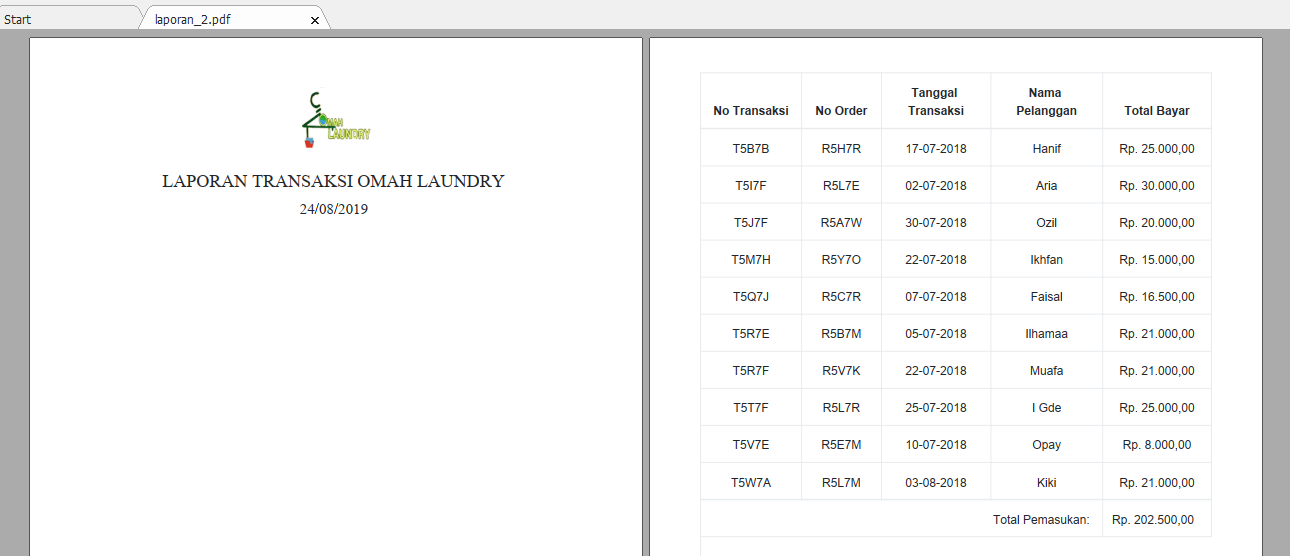 Start
laporan_2.pdf
OMAH
LAUNDRY
LAPORAN TRANSAKSI OMAH LAUNDRY
24/08/2019
No Transaksi No Order Tanggal Transaksi Nama Pelanggan Total Bayar
T5B7B R5H7R 17-07-2018 Hanif Rp. 25.000,00
T5I7F R5L7E 02-07-2018 Aria Rp. 30.000,00
T5J7F R5A7W 30-07-2018 Ozil Rp. 20.000,00
T5M7H R5Y7O 22-07-2018 Ikhfan Rp. 15.000,00
T5Q7J R5C7R 07-07-2018 Faisal Rp. 16.500,00
T5R7E R5B7M 05-07-2018 Ilhamaa Rp. 21.000,00
T5R7F R5V7K 22-07-2018 Muafa Rp. 21.000,00
T5T7F R5L7R 25-07-2018 I Gde Rp. 25.000,00
T5V7E R5E7M 10-07-2018 Opay Rp. 8.000,00
T5W7A R5L7M 03-08-2018 Kiki Rp. 21.000,00
Total Pemasukan: Rp. 202.500,00